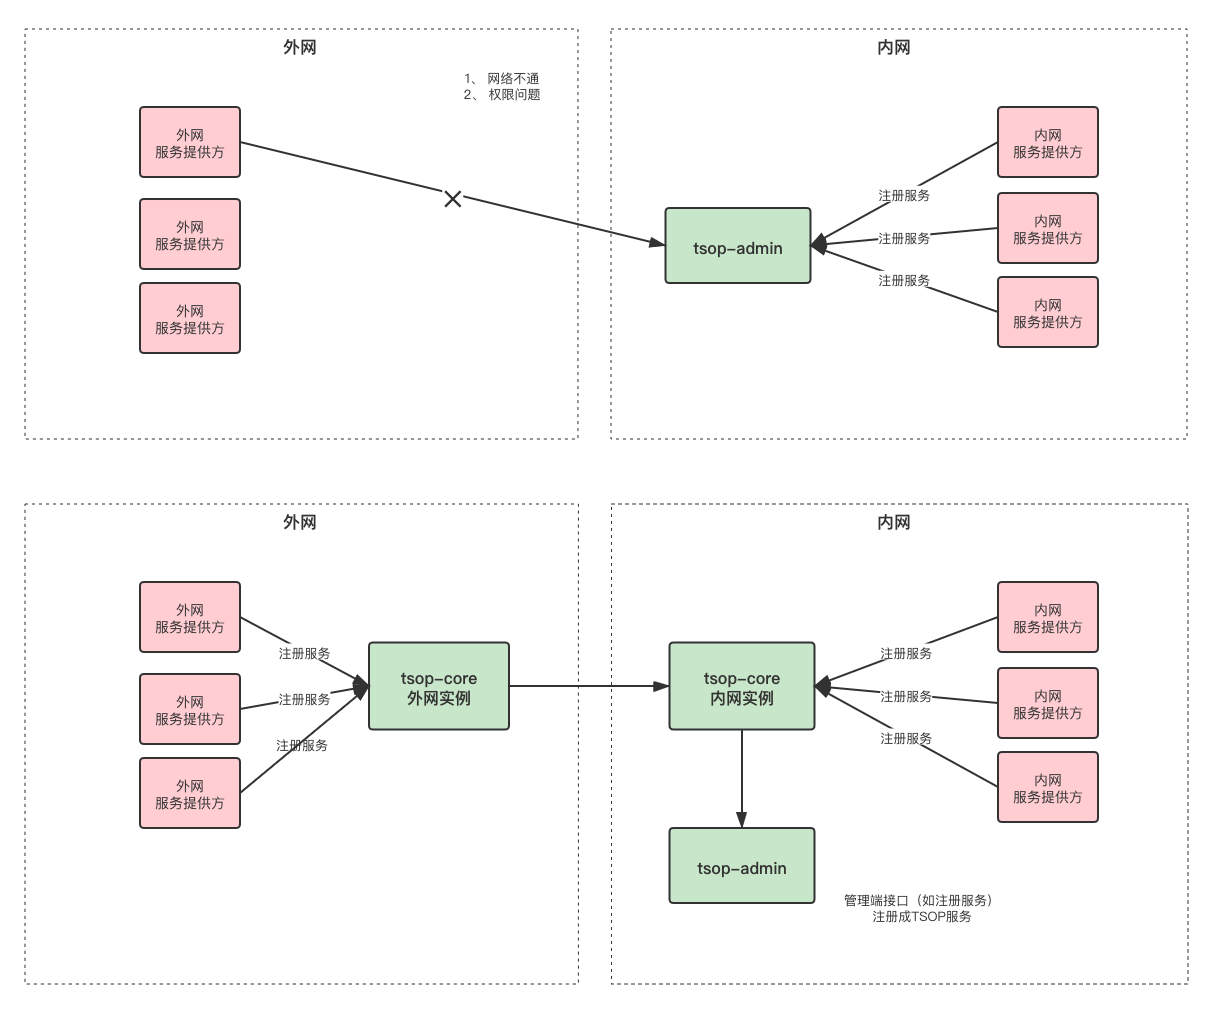 外网
1、 网络不通
2、 权限问题
外网
服务提供方
外网
服务提供方
外网
服务提供方
内网
tsop-admin
注册服务
注册服务
注册服务
内网
服务提供方
内网
服务提供方
内网
服务提供方
外网
外网
服务提供方
外网
服务提供方
外网
服务提供方
注册服务
注册服务
注册服务
tsop-core
外网实例
内网
tsop-core
内网实例
注册服务
注册服务
注册服务
内网
服务提供方
内网
服务提供方
内网
服务提供方
tsop-admin
管理端接口（如注册服务）
注册成TSOP服务